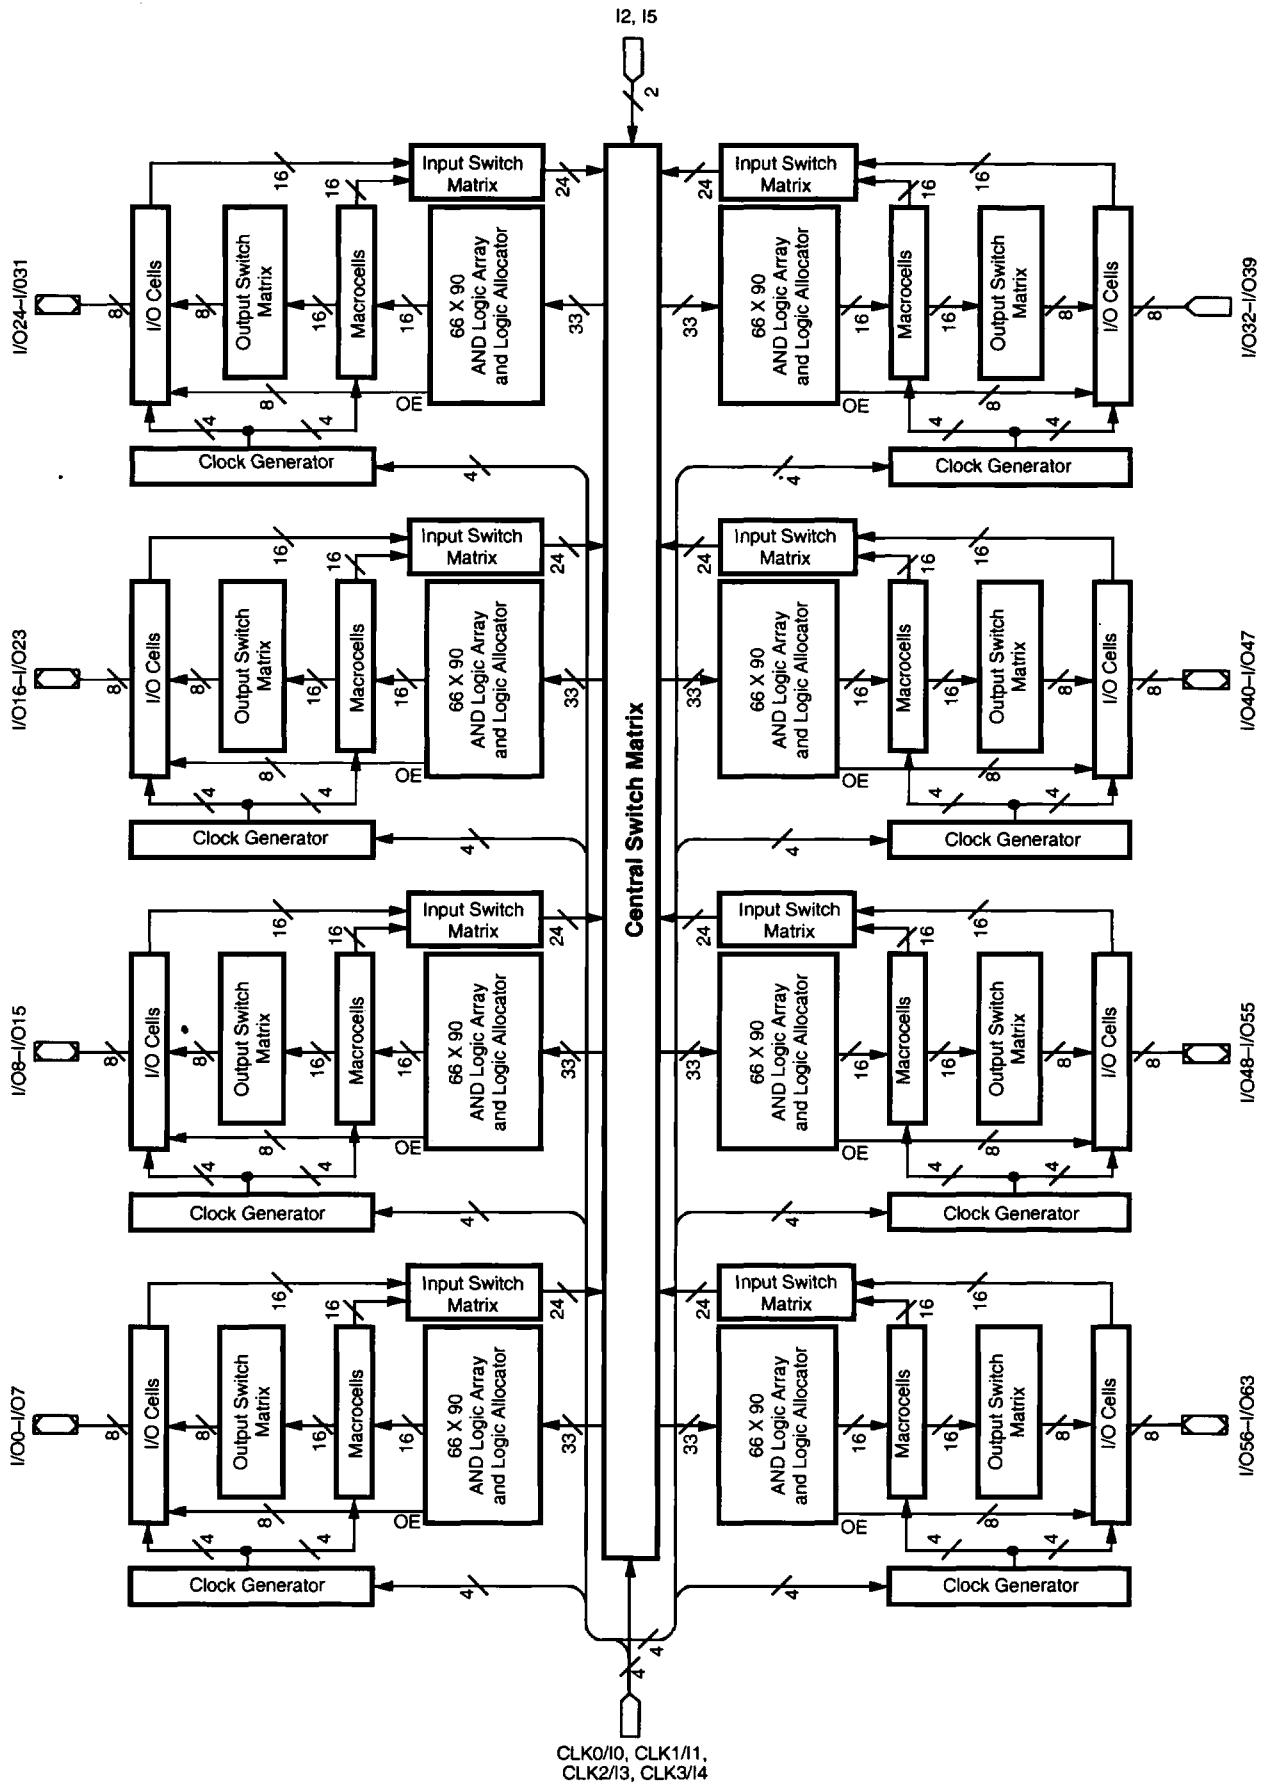 I2, I5
2
I/O24–I/031
8
I/O Cells
8
Output Switch
Matrix
16
Macrocells
16
66 X 90
AND Logic Array
and Logic Allocator
33
16
16
Input Switch
Matrix
24
8
OE
4
4
Clock Generator
4
I/O32–I/O39
8
I/O Cells
8
Output Switch
Matrix
16
Macrocells
16
66 X 90
AND Logic Array
and Logic Allocator
33
16
16
Input Switch
Matrix
24
8
OE
4
4
Clock Generator
4
I/O16–I/O23
8
I/O Cells
8
Output Switch
Matrix
16
Macrocells
16
66 X 90
AND Logic Array
and Logic Allocator
33
16
16
Input Switch
Matrix
24
8
OE
4
4
Clock Generator
4
Central Switch Matrix
I/O40–I/O47
8
I/O Cells
8
Output Switch
Matrix
16
Macrocells
16
66 X 90
AND Logic Array
and Logic Allocator
33
16
16
Input Switch
Matrix
24
8
OE
4
4
Clock Generator
4
I/O8–I/O15
8
I/O Cells
8
Output Switch
Matrix
16
Macrocells
16
66 X 90
AND Logic Array
and Logic Allocator
33
16
16
Input Switch
Matrix
24
8
OE
4
4
Clock Generator
4
I/O48–I/O55
8
I/O Cells
8
Output Switch
Matrix
16
Macrocells
16
66 X 90
AND Logic Array
and Logic Allocator
33
16
16
Input Switch
Matrix
24
8
OE
4
4
Clock Generator
4
I/O0–I/O7
8
I/O Cells
8
Output Switch
Matrix
16
Macrocells
16
66 X 90
AND Logic Array
and Logic Allocator
33
16
16
Input Switch
Matrix
24
8
OE
4
4
Clock Generator
4
I/O56–I/O63
8
I/O Cells
8
Output Switch
Matrix
16
Macrocells
16
66 X 90
AND Logic Array
and Logic Allocator
33
16
16
Input Switch
Matrix
24
8
OE
4
4
Clock Generator
4
4
4
CLK0/I0, CLK1/I1,
CLK2/I3, CLK3/I4